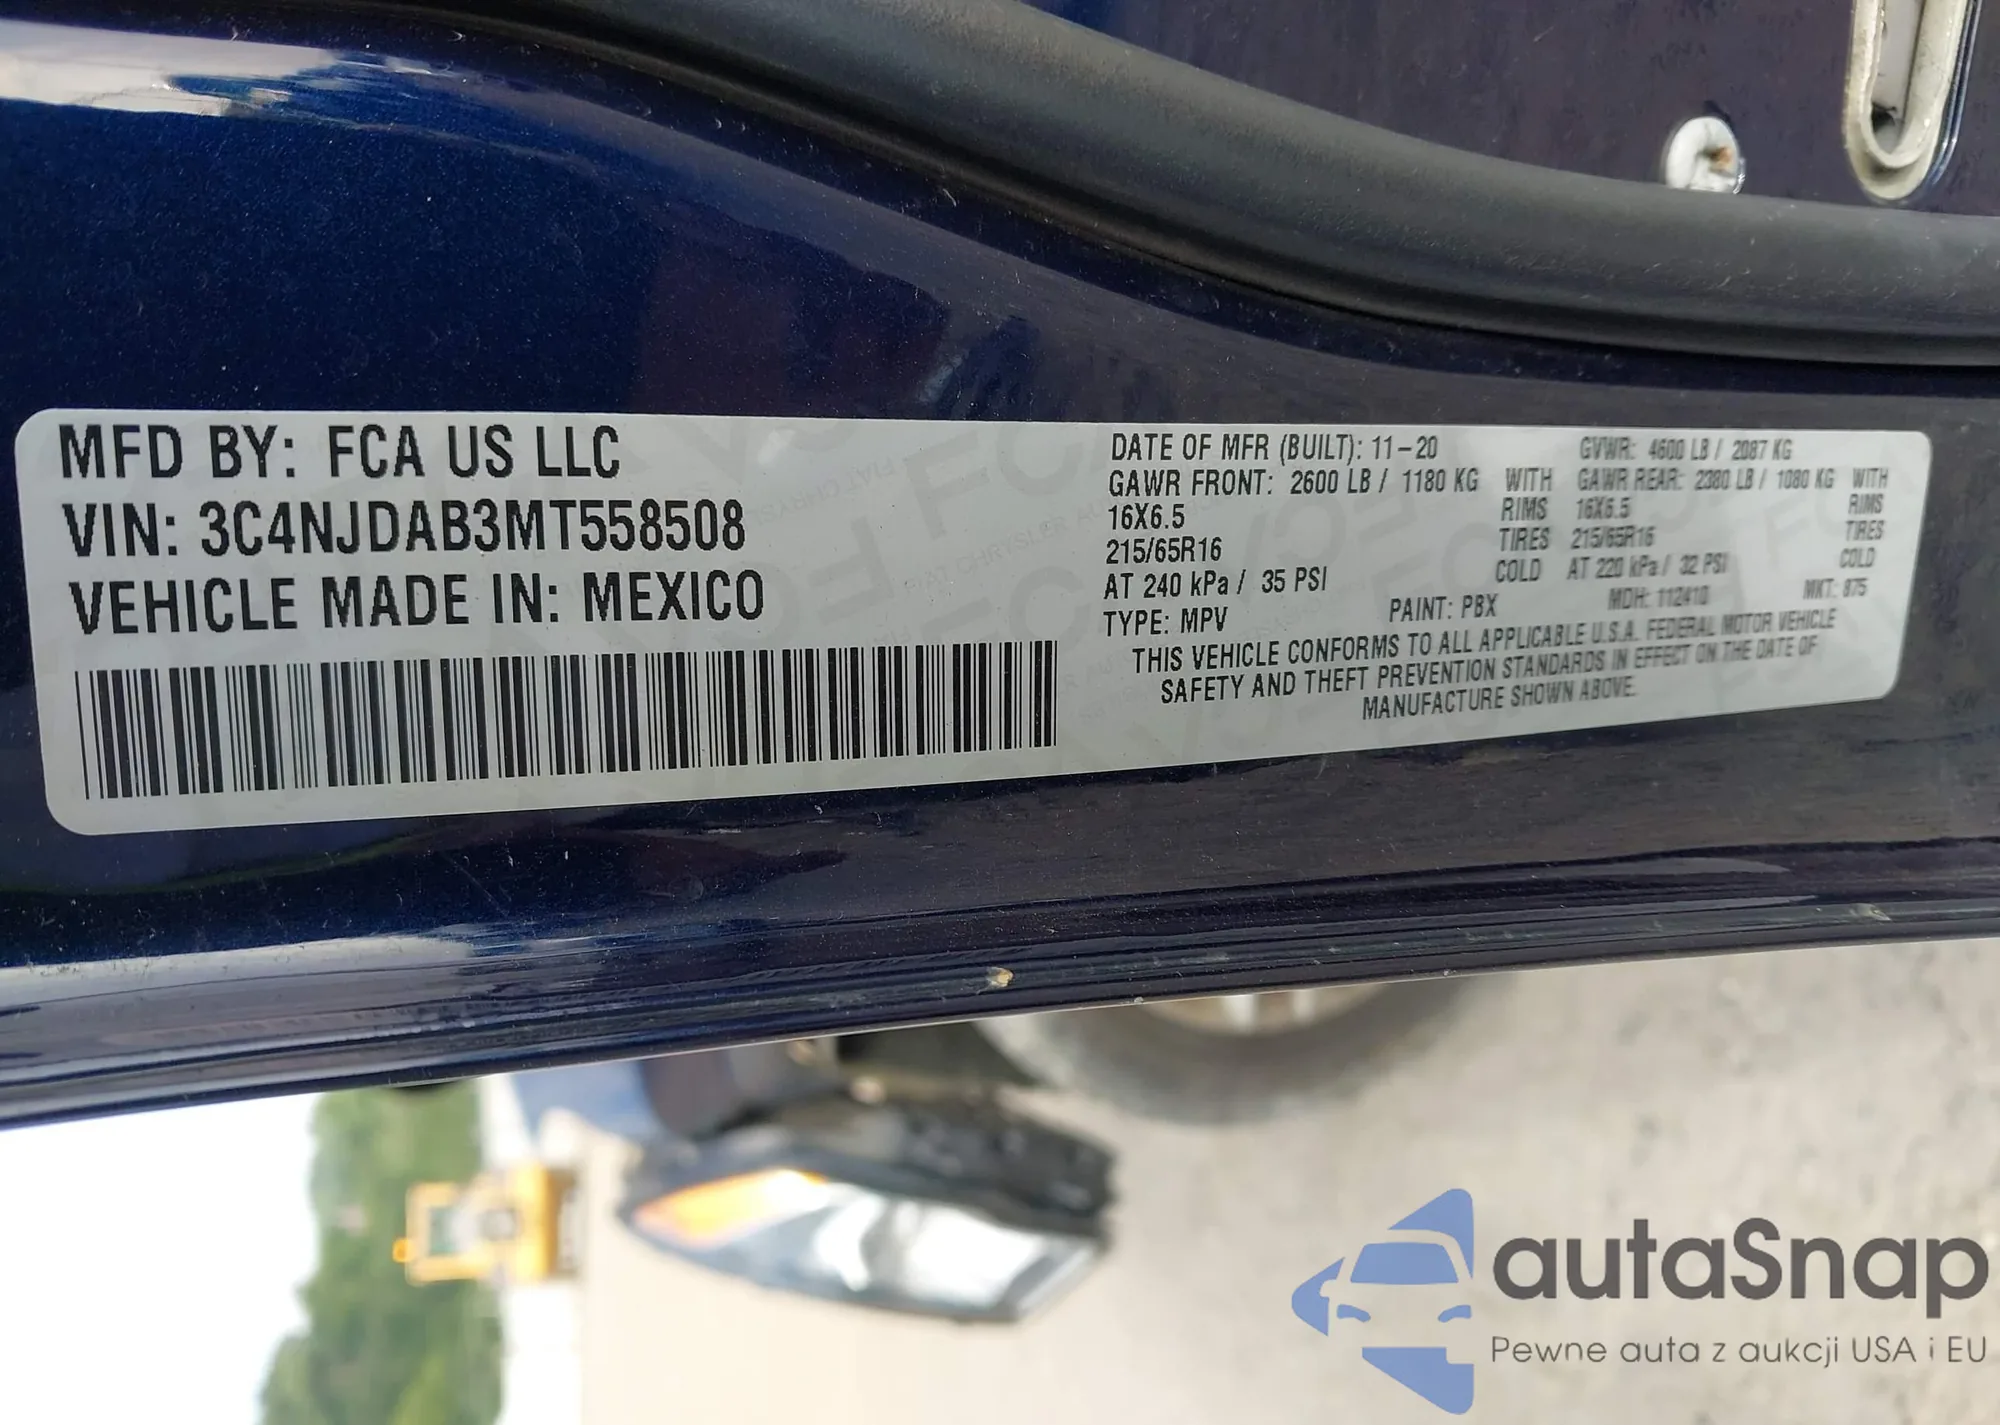 MFD BY: FCA US LLC
VIN: 3C4NJDAB3MT558508
VEHICLE MADE IN: MEXICO
DATE OF MFR (BUILT): 11-20 GVWR: 4600 LB / 2087 KG
GAWR FRONT: 2600 LB / 1180 KG WITH GAWR REAR: 2380 LB / 1080 KG WITH
16X6.5 RIMS 16X6.5 RIMS
215/65R16 TIRES 215/65R16 TIRES
AT 240 kPa / 35 PSI COLD AT 220 kPa / 32 PSI COLD
TYPE: MPV PAINT: PBX MDH: 112410 MKT: 875
THIS VEHICLE CONFORMS TO ALL APPLICABLE U.S.A. FEDERAL MOTOR VEHICLE
SAFETY AND THEFT PREVENTION STANDARDS IN EFFECT ON THE DATE OF
MANUFACTURE SHOWN ABOVE.
autaSnap
Pewne auta z aukcji USA i EU